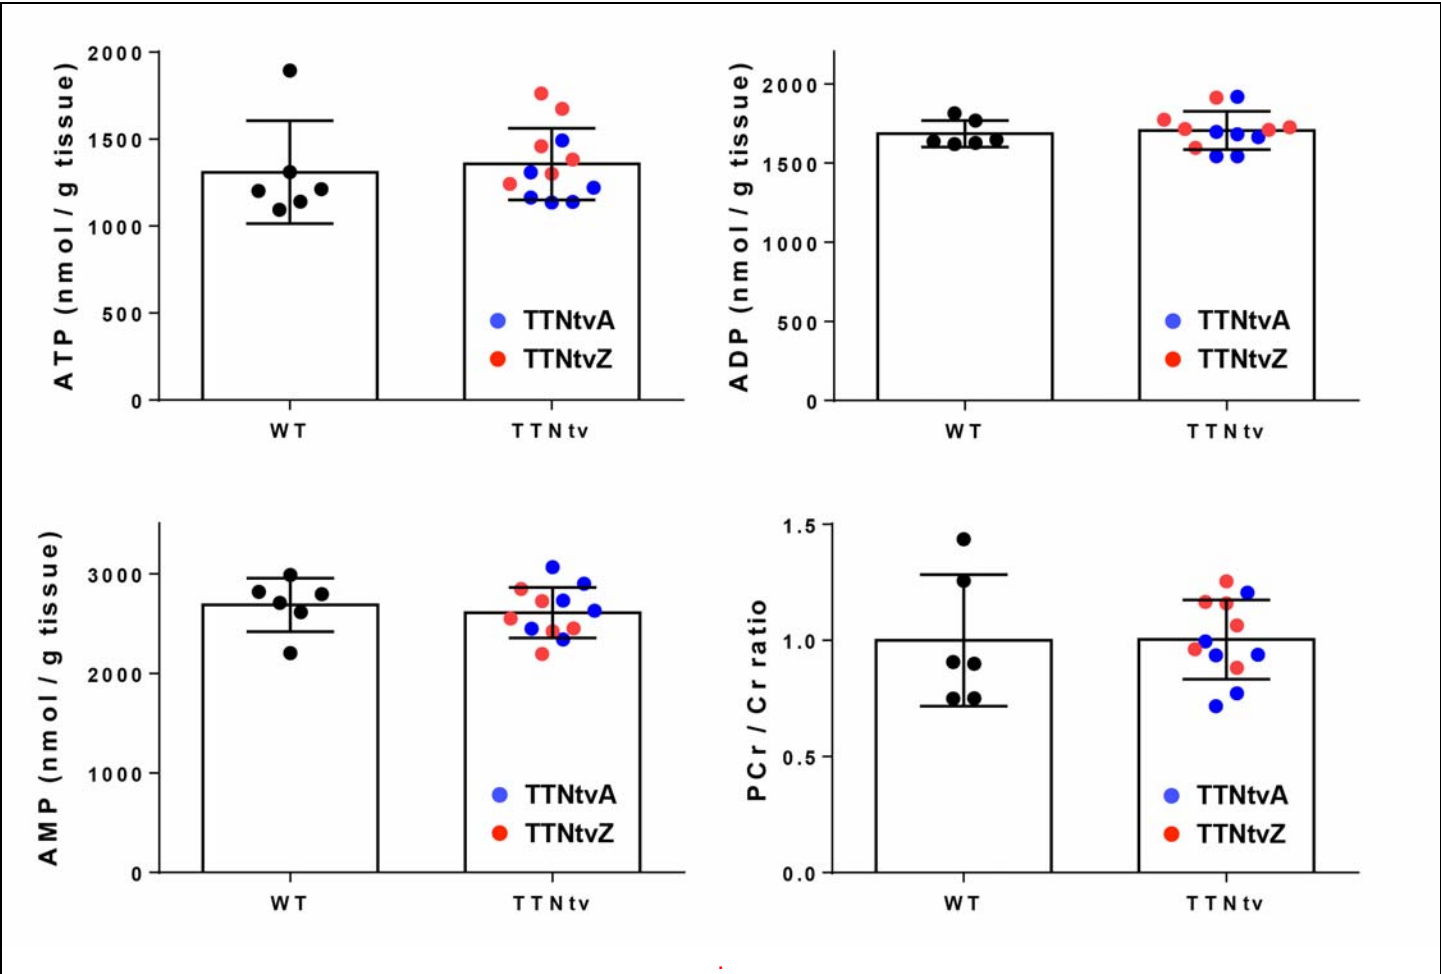 ATP (nmol / g tissue)
2000
1500
1000
500
0
TTNtvA
TTNtvZ
WT
TTNtv
ADP (nmol / g tissue)
2000
1500
1000
500
0
TTNtvA
TTNtvZ
WT
TTNtv
AMP (nmol / g tissue)
3000
2000
1000
0
TTNtvA
TTNtvZ
WT
TTNtv
PCr / Cr ratio
1.5
1.0
0.5
0.0
TTNtvA
TTNtvZ
WT
TTNtv